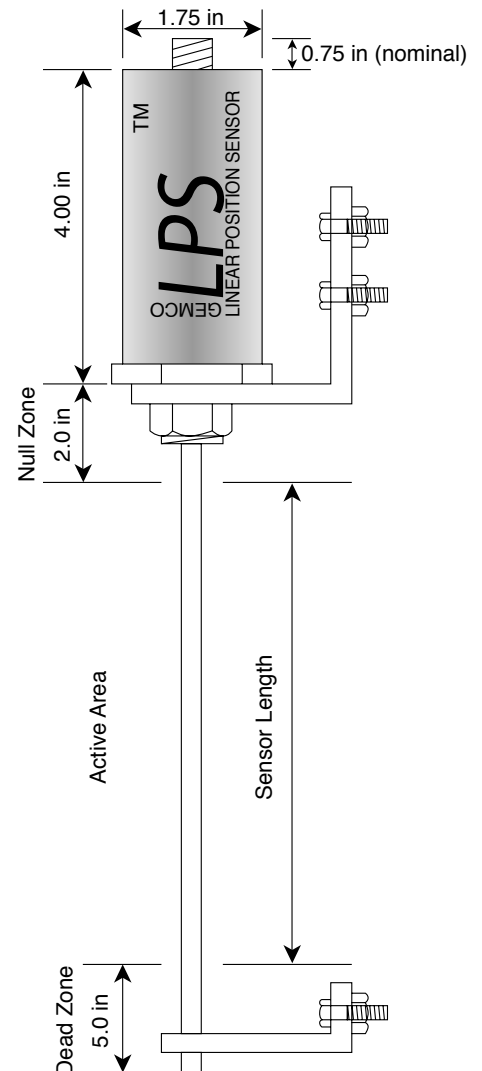 1.75 in
0.75 in (nominal)
4.00 in
TM
LPS
LINEAR POSITION SENSOR
GEMCO
Null Zone
2.0 in
Active Area
Sensor Length
Dead Zone
5.0 in